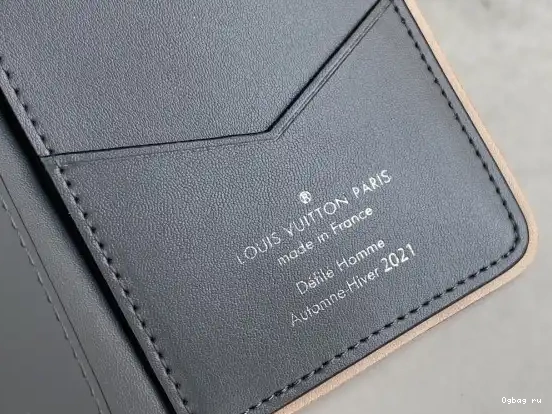 ®
LOUIS VUITTON PARIS
made in France
Défilé Homme
Automne-Hiver 2021
Ogbag ru